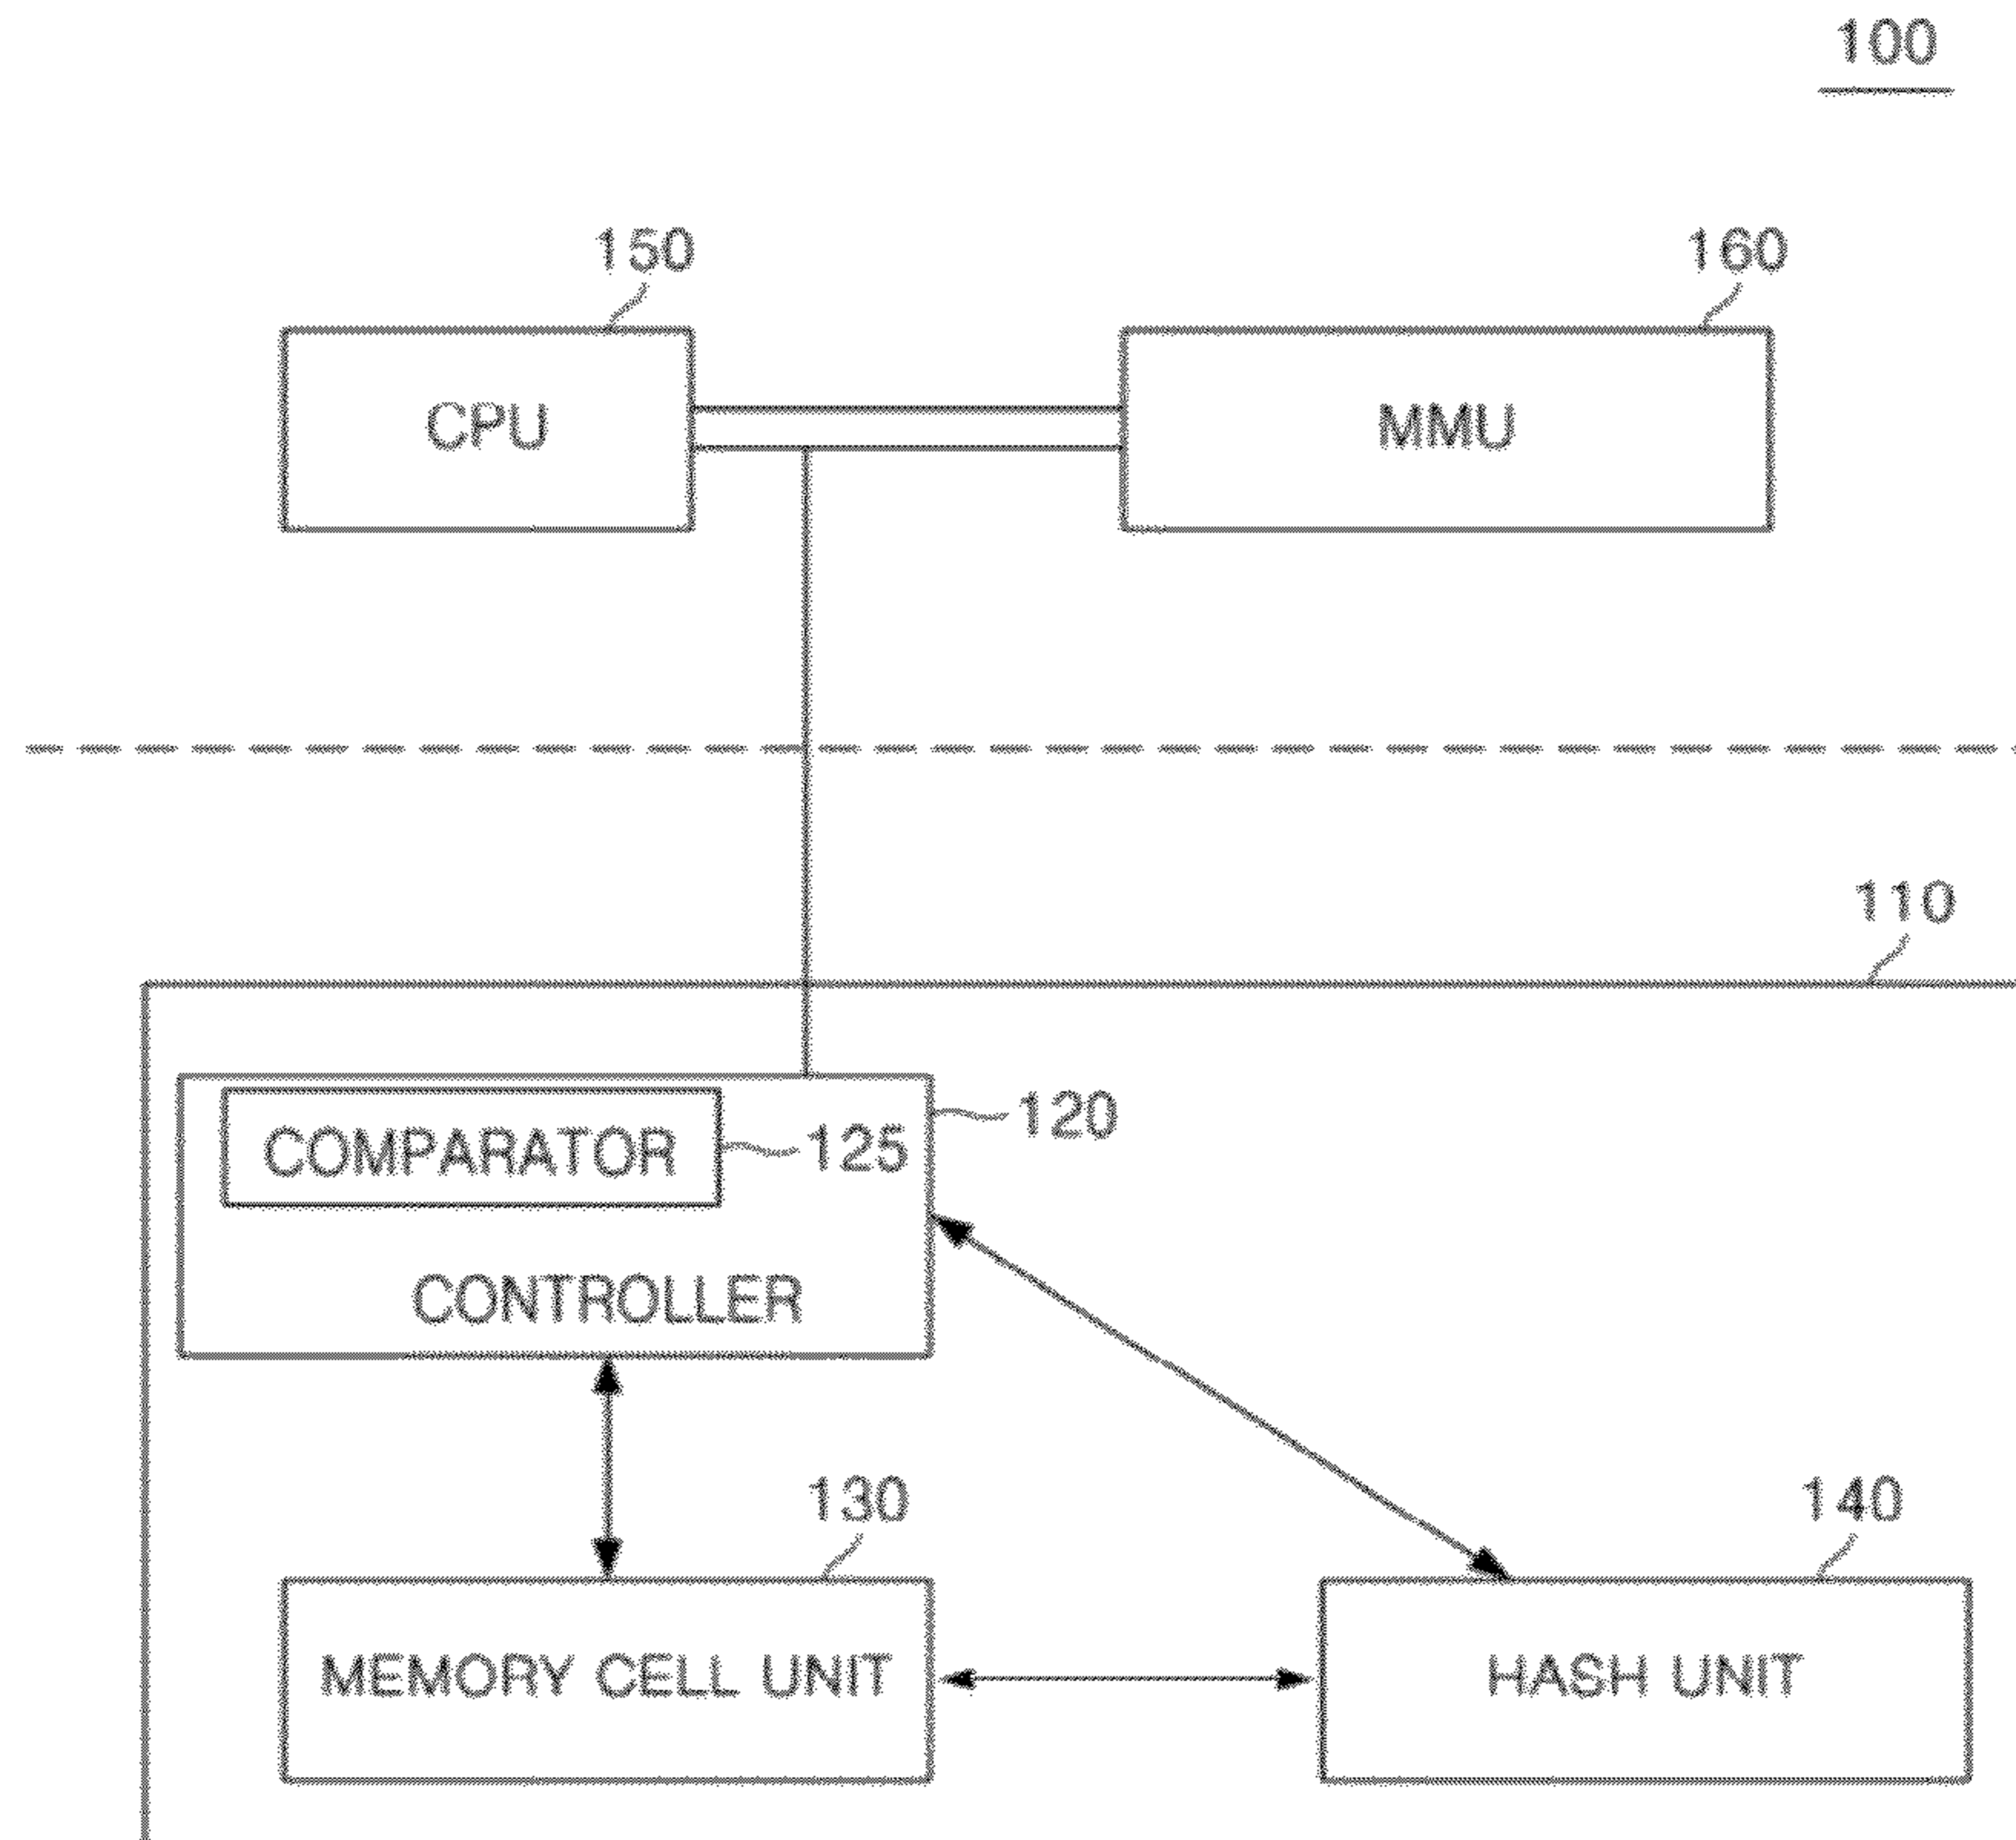 100
150
160
CPU
MMU
110
120
COMPARATOR
125
CONTROLLER
130
140
MEMORY CELL UNIT
HASH UNIT